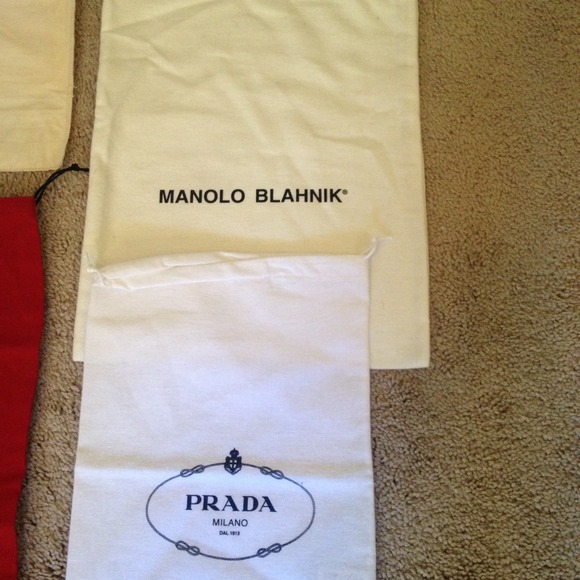 MANOLO BLAHNIK®
PRADA
MILANO
DAL 1913